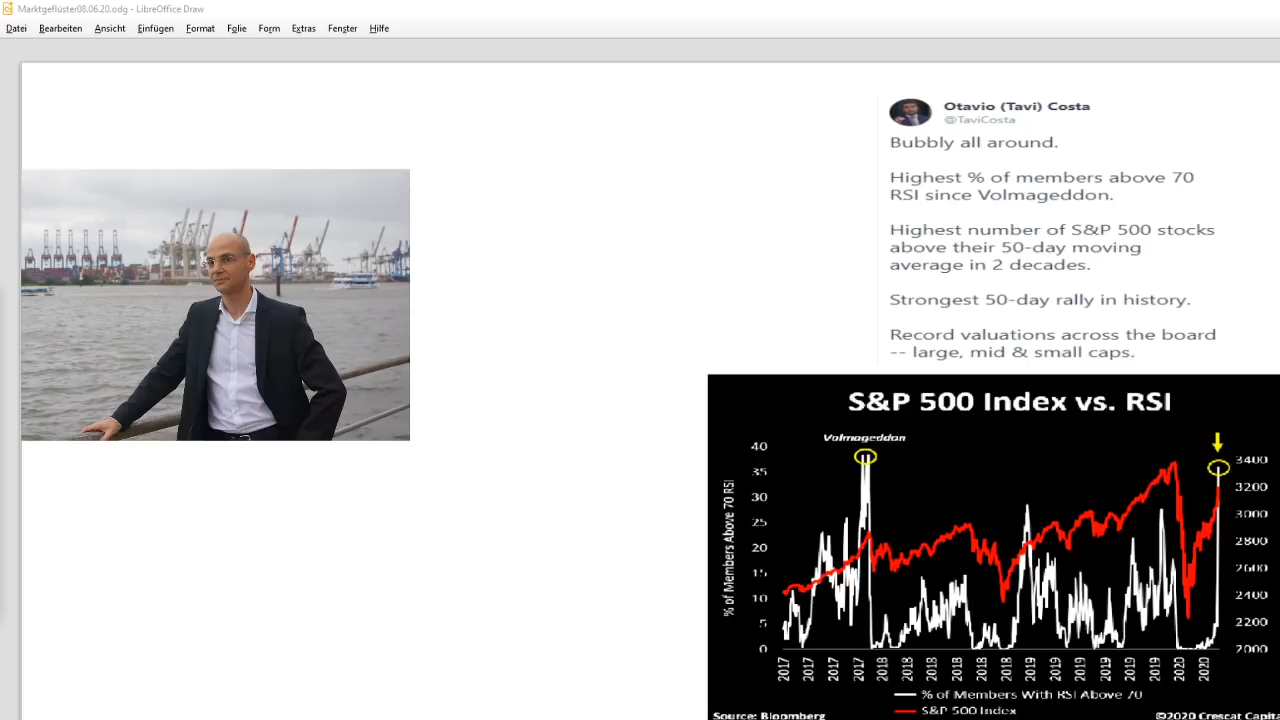 Marktgeflüster08.06.20.odg - LibreOffice Draw
Datei Bearbeiten Ansicht Einfügen Format Folie Form Extras Fenster Hilfe
Otavio (Tavi) Costa
@TaviCosta
Bubbly all around.
Highest % of members above 70
RSI since Volmageddon.
Highest number of S&P 500 stocks
above their 50-day moving
average in 2 decades.
Strongest 50-day rally in history.
Record valuations across the board
-- large, mid & small caps.
S&P 500 Index vs. RSI
Volmageddon
% of Members Above 70 RSI
40
35
30
25
20
15
10
5
0
3400
3200
3000
2800
2600
2400
2200
2000
2017 2017 2017 2017 2018 2018 2018 2018 2018 2019 2019 2019 2019 2019 2020 2020
% of Members With RSI Above 70
S&P 500 Index
Source: Bloomberg
©2020 Crescat Capita